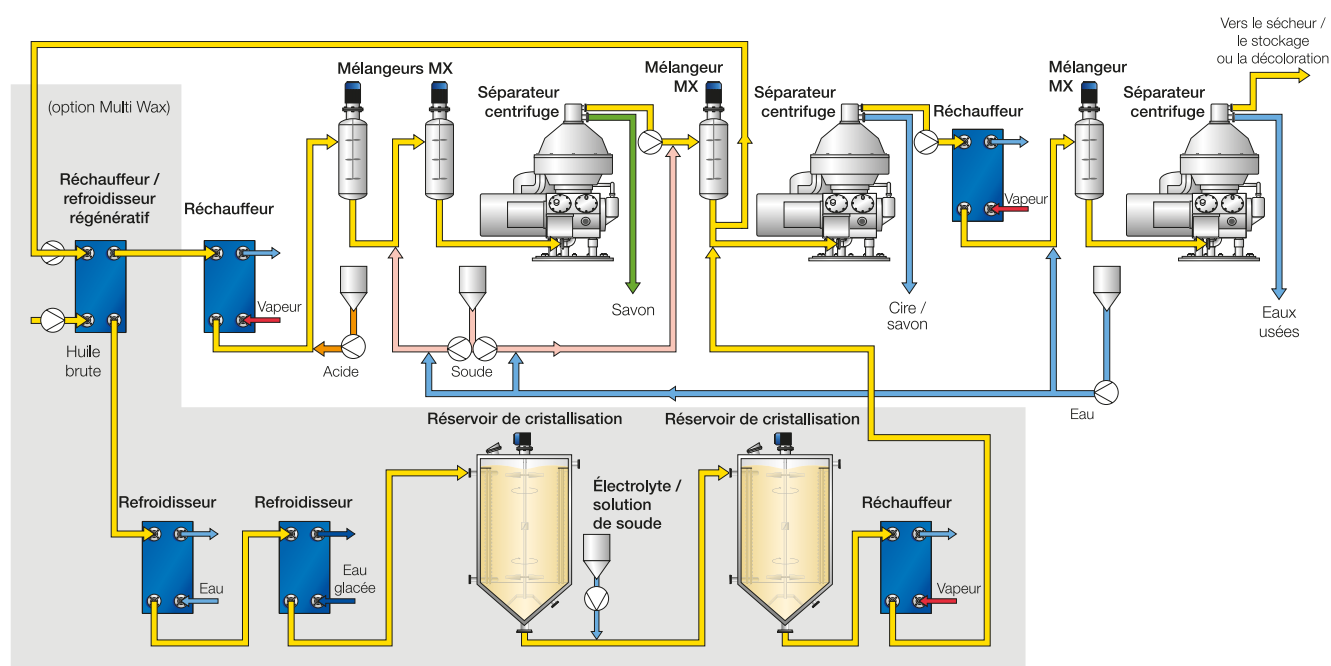 Vers le sécheur /
le stockage
ou la décoloration
Mélangeurs MX
Mélangeur
MX
Mélangeur
MX
Séparateur
centrifuge
Séparateur
centrifuge
Réchauffeur
Séparateur
centrifuge
(option Multi Wax)
Réchauffeur /
refroidisseur
régénératif
Réchauffeur
Vapeur
Vapeur
Huile
brute
Acide
Soude
Savon
Cire /
savon
Eau
Eaux
usées
Réservoir de cristallisation
Réservoir de cristallisation
Refroidisseur
Refroidisseur
Électrolyte /
solution
de soude
Réchauffeur
Eau
Eau
glacée
Vapeur